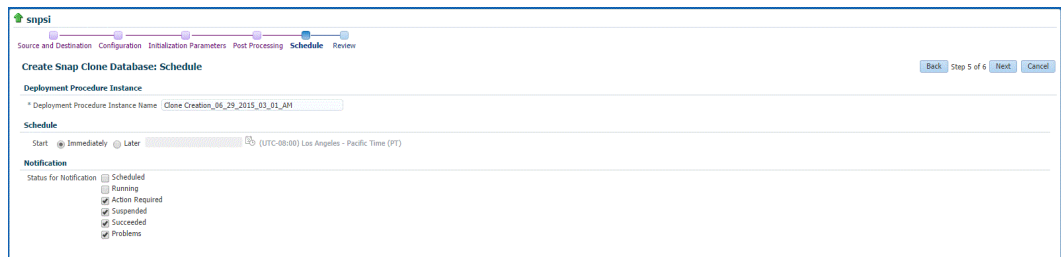 snpsi
Source and Destination Configuration Initialization Parameters Post Processing Schedule Review
Create Snap Clone Database: Schedule Back Step 5 of 6 Next Cancel
Deployment Procedure Instance
* Deployment Procedure Instance Name Clone Creation_06_29_2015_03_01_AM
Schedule
Start Immediately Later (UTC-08:00) Los Angeles - Pacific Time (PT)
Notification
Status for Notification Scheduled
Running
Action Required
Suspended
Succeeded
Problems